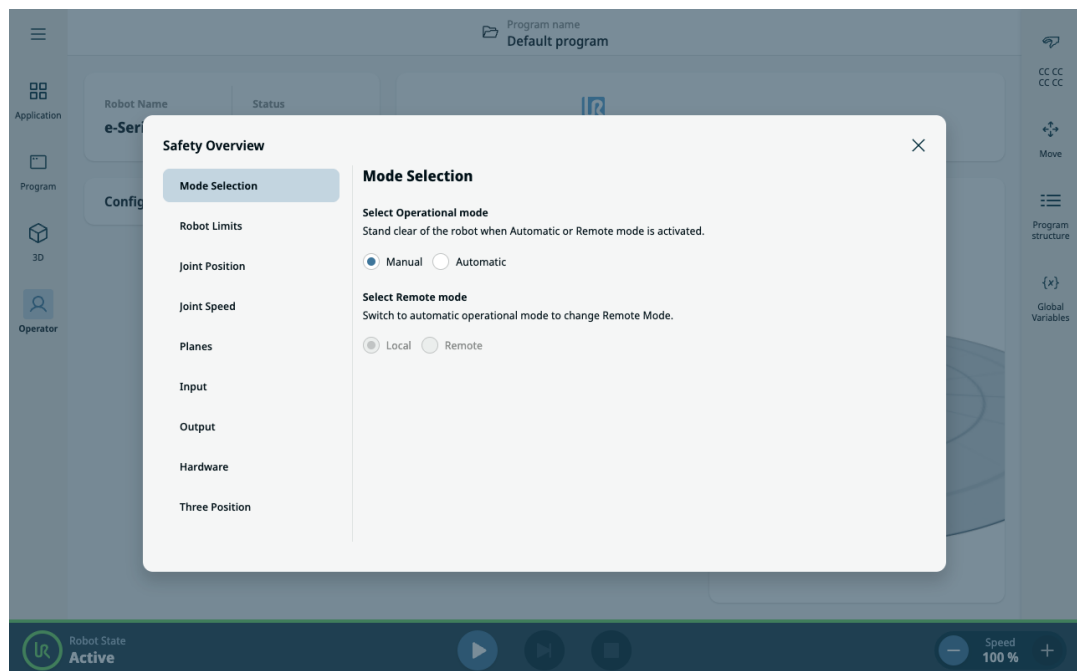 Program name
Default program
Application
Program
3D
Operator
Robot Name
Status
e-Seri
Config
Safety Overview
Mode Selection
Robot Limits
Joint Position
Joint Speed
Planes
Input
Output
Hardware
Three Position
Mode Selection
Select Operational mode
Stand clear of the robot when Automatic or Remote mode is activated.
Manual Automatic
Select Remote mode
Switch to automatic operational mode to change Remote Mode.
Local Remote
CC CC
CC CC
Move
Program
structure
{x}
Global
Variables
UR
Robot State
Active
Speed
100 %